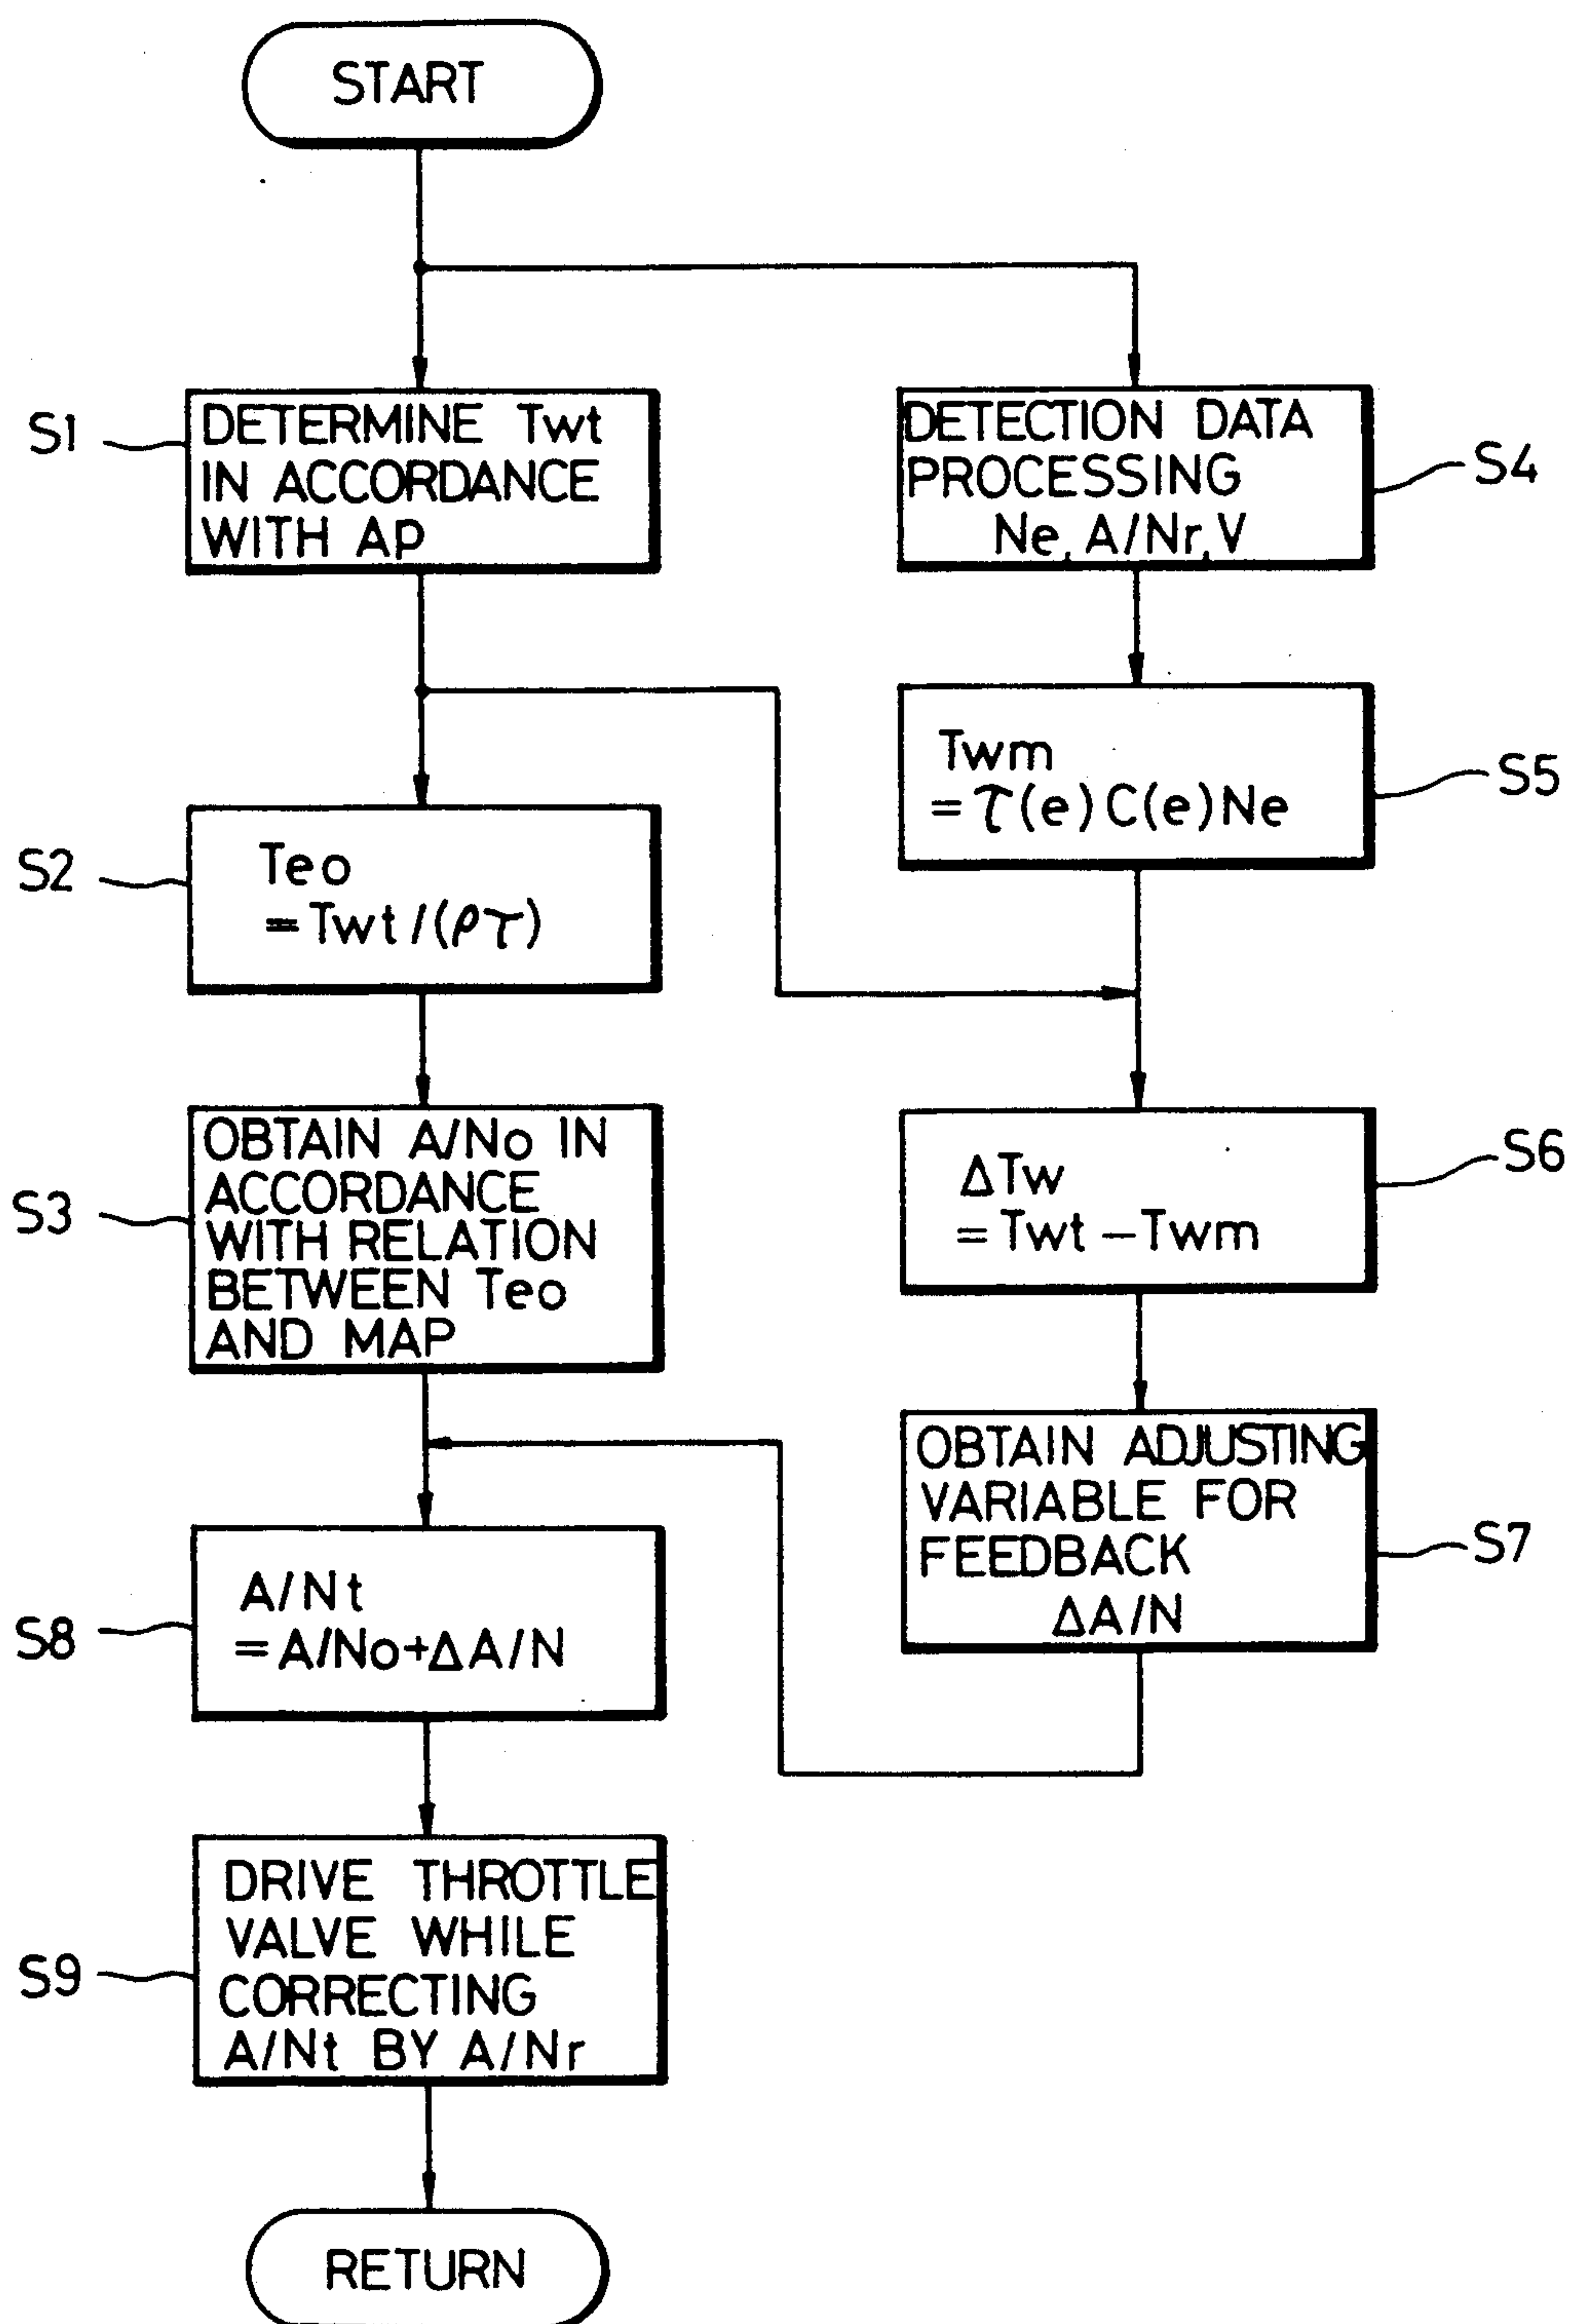 START
S1
DETERMINE Twt
IN ACCORDANCE
WITH Ap
DETECTION DATA
PROCESSING
Ne, A/Nr, V
S4
Twm
= τ(e) C(e) Ne
S5
S2
Teo
= Twt / (ρτ)
S3
OBTAIN A/No IN
ACCORDANCE
WITH RELATION
BETWEEN Teo
AND MAP
ΔTw
= Twt – Twm
S6
OBTAIN ADJUSTING
VARIABLE FOR
FEEDBACK
ΔA/N
S7
S8
A/Nt
= A/No+ΔA/N
S9
DRIVE THROTTLE
VALVE WHILE
CORRECTING
A/Nt BY A/Nr
RETURN